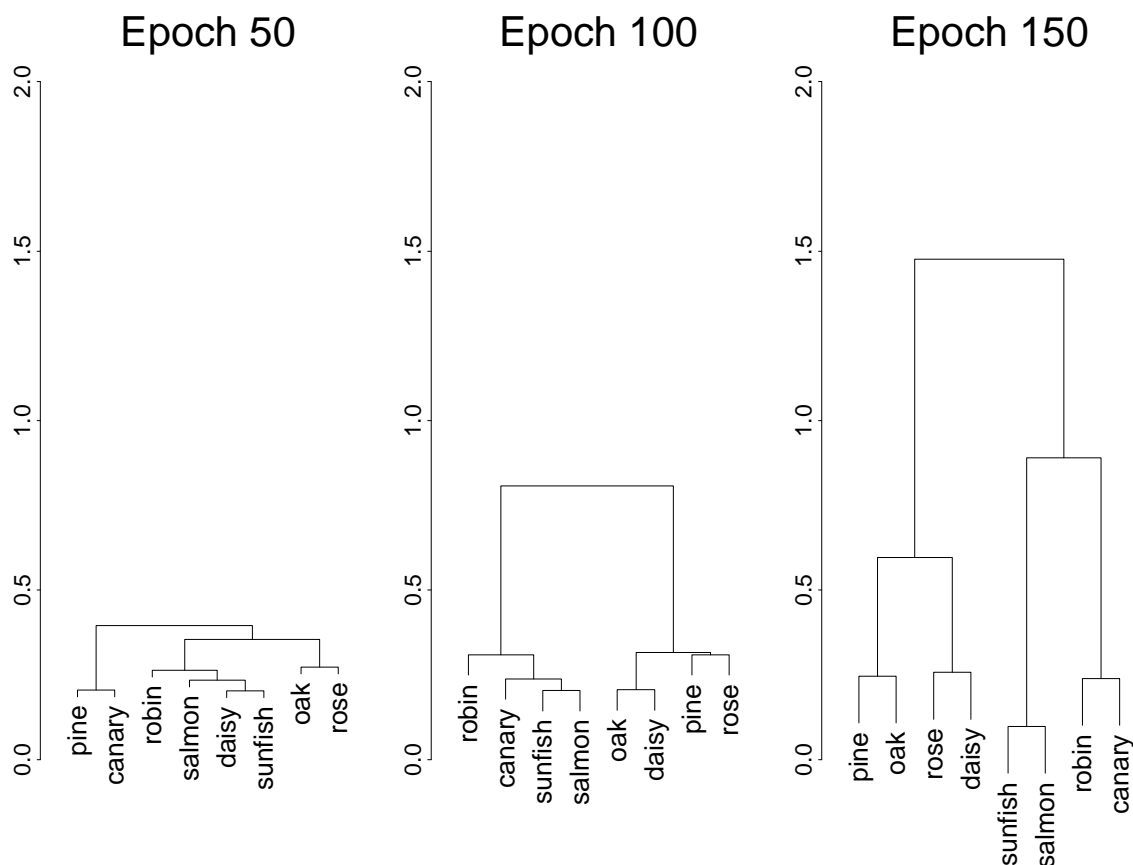 Epoch 50
2.0
1.5
1.0
0.5
0.0
pine
canary
robin
salmon
daisy
sunfish
oak
rose
Epoch 100
2.0
1.5
1.0
0.5
0.0
robin
canary
sunfish
salmon
oak
daisy
pine
rose
Epoch 150
2.0
1.5
1.0
0.5
0.0
pine
oak
rose
daisy
sunfish
salmon
robin
canary